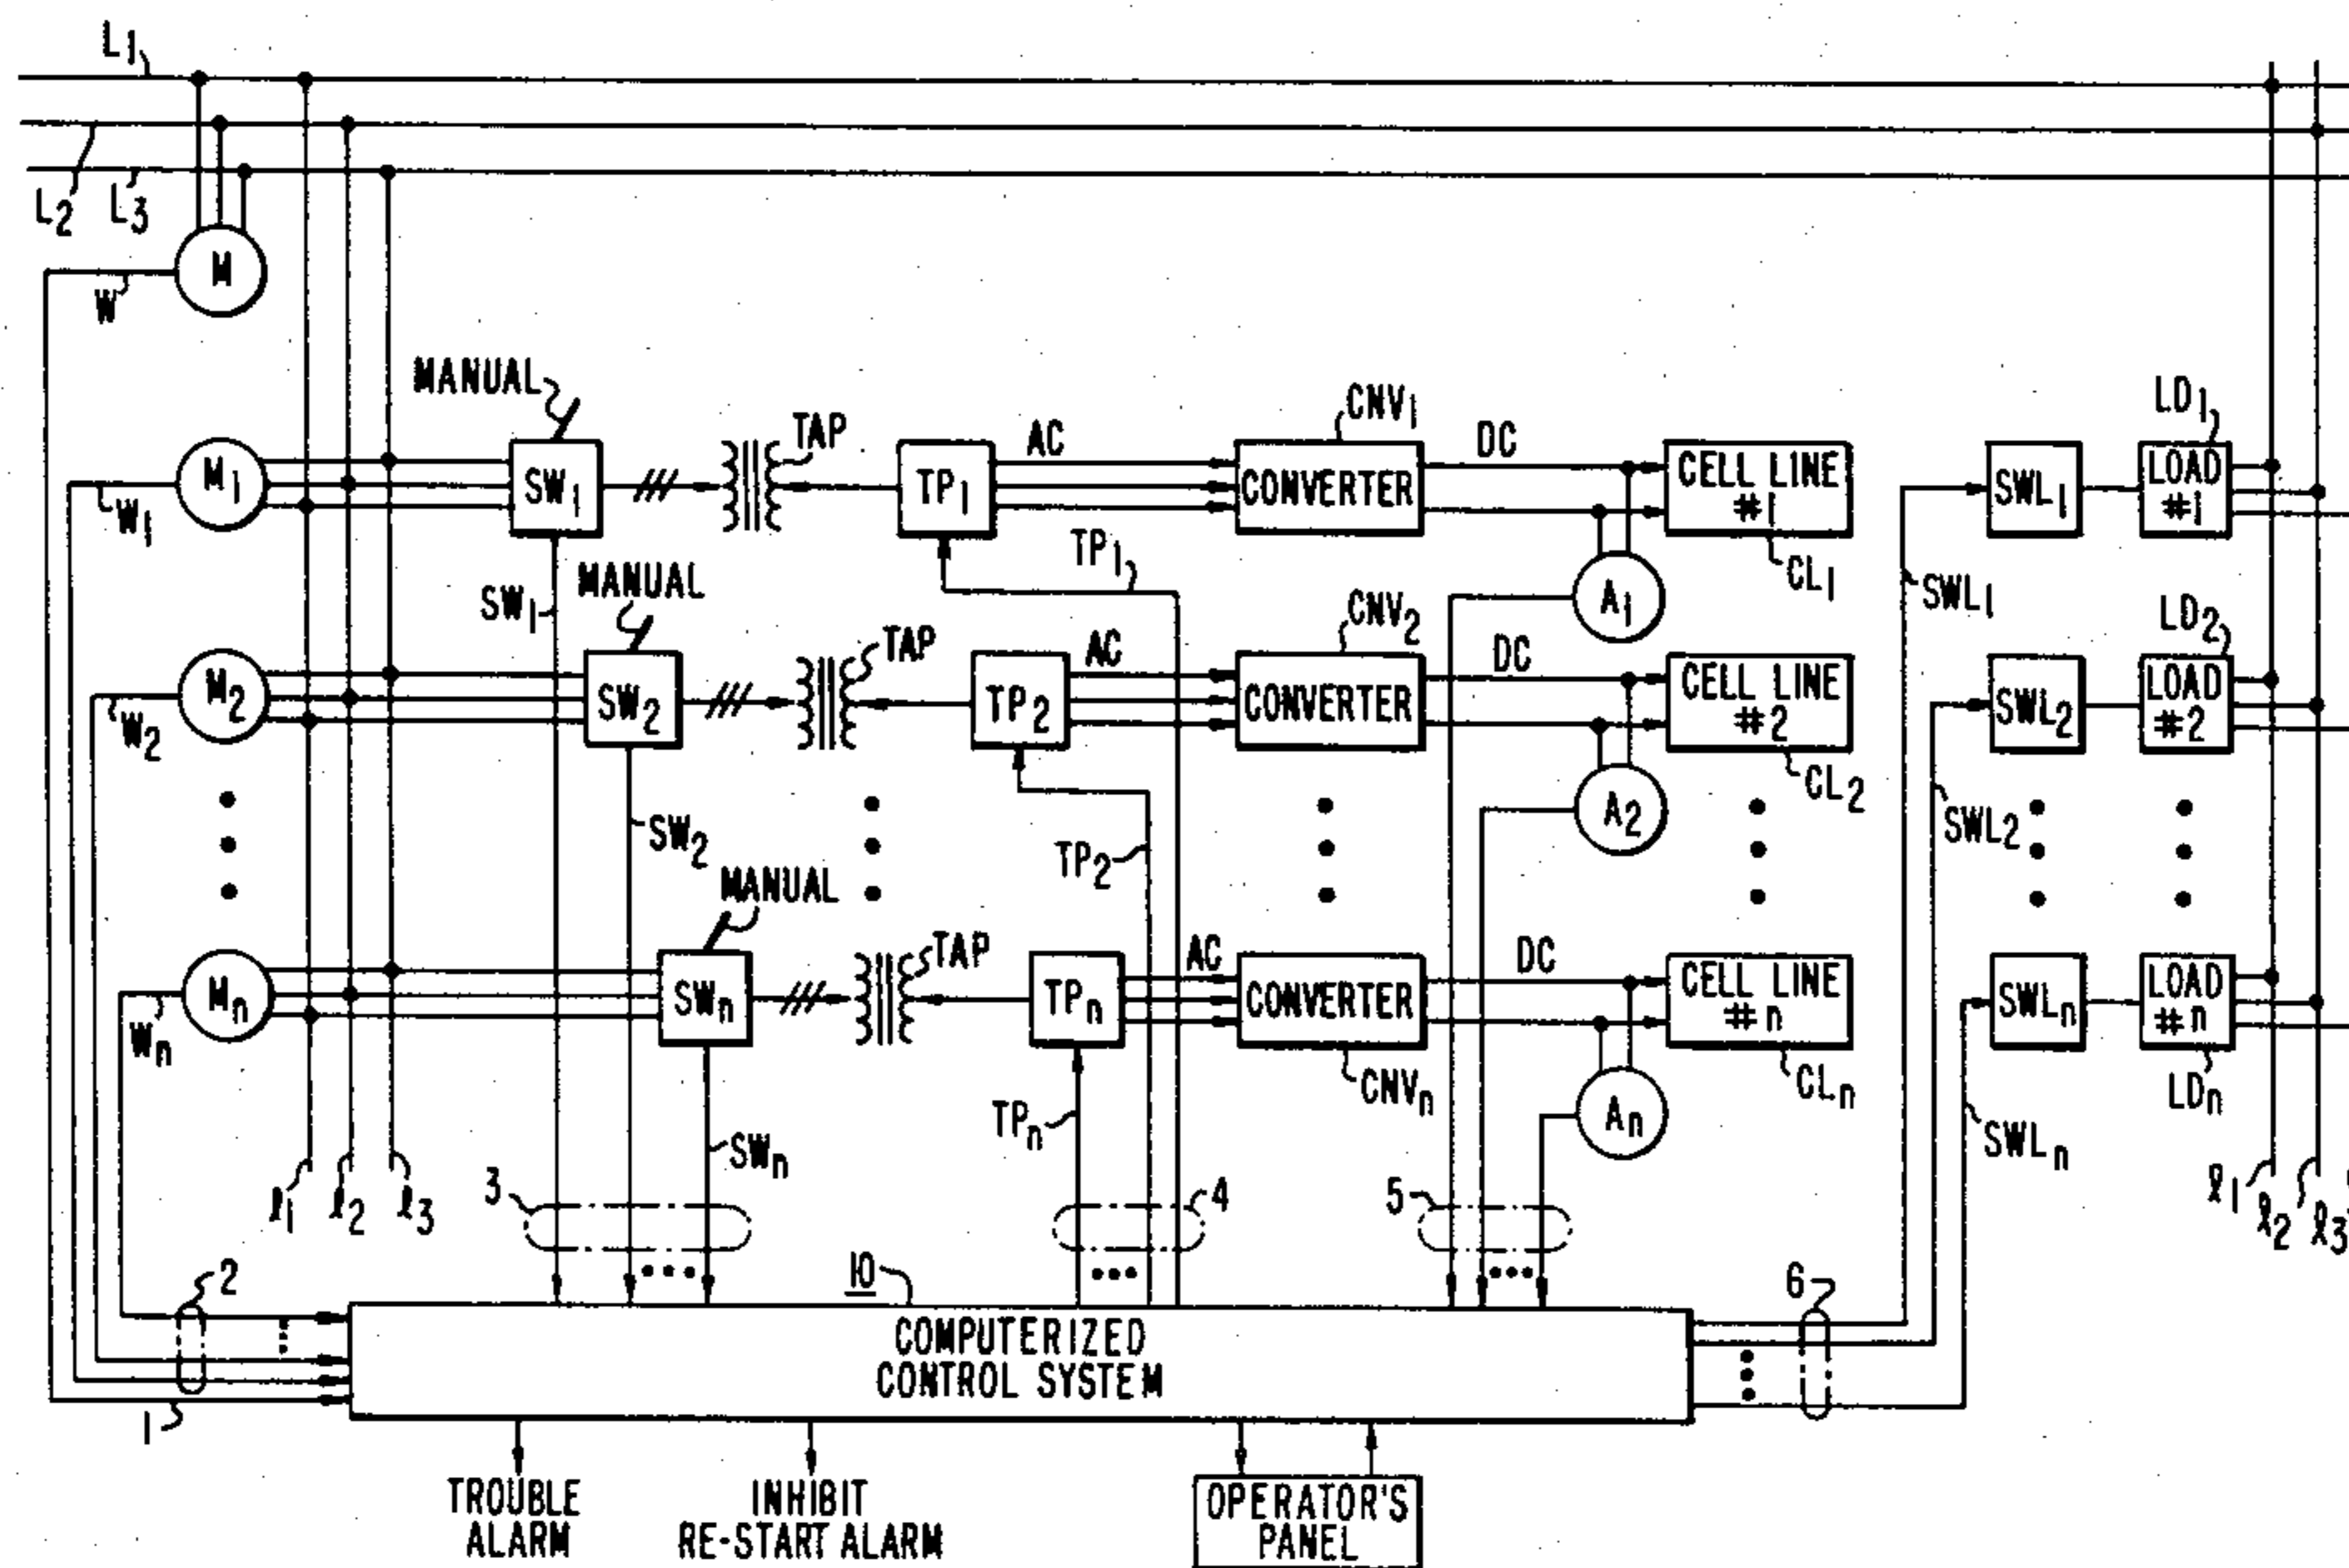 L1
L2 L3
M
W
MANUAL
TAP
AC
CNV1
DC
LD1
M1
W1
SW1
TP1
CONVERTER
CELL LINE
#1
CL1
SWL1
LOAD
#1
SW1
MANUAL
TP1
A1
SWL1
TAP
AC
CNV2
DC
LD2
M2
W2
SW2
TP2
CONVERTER
CELL LINE
#2
CL2
SWL2
LOAD
#2
SW2
TP2
A2
SWL2
MANUAL
TAP
AC
DC
Mn
Wn
SWn
TPn
CONVERTER
CNVn
CELL LINE
#n
CLn
SWLn
LOAD
#n
LDn
SWn
TPn
An
SWLn
ℓ1 ℓ2 ℓ3
3
4
5
ℓ1 ℓ2 ℓ3
2
10
6
COMPUTERIZED
CONTROL SYSTEM
1
TROUBLE
ALARM
INHIBIT
RE-START ALARM
OPERATOR'S
PANEL